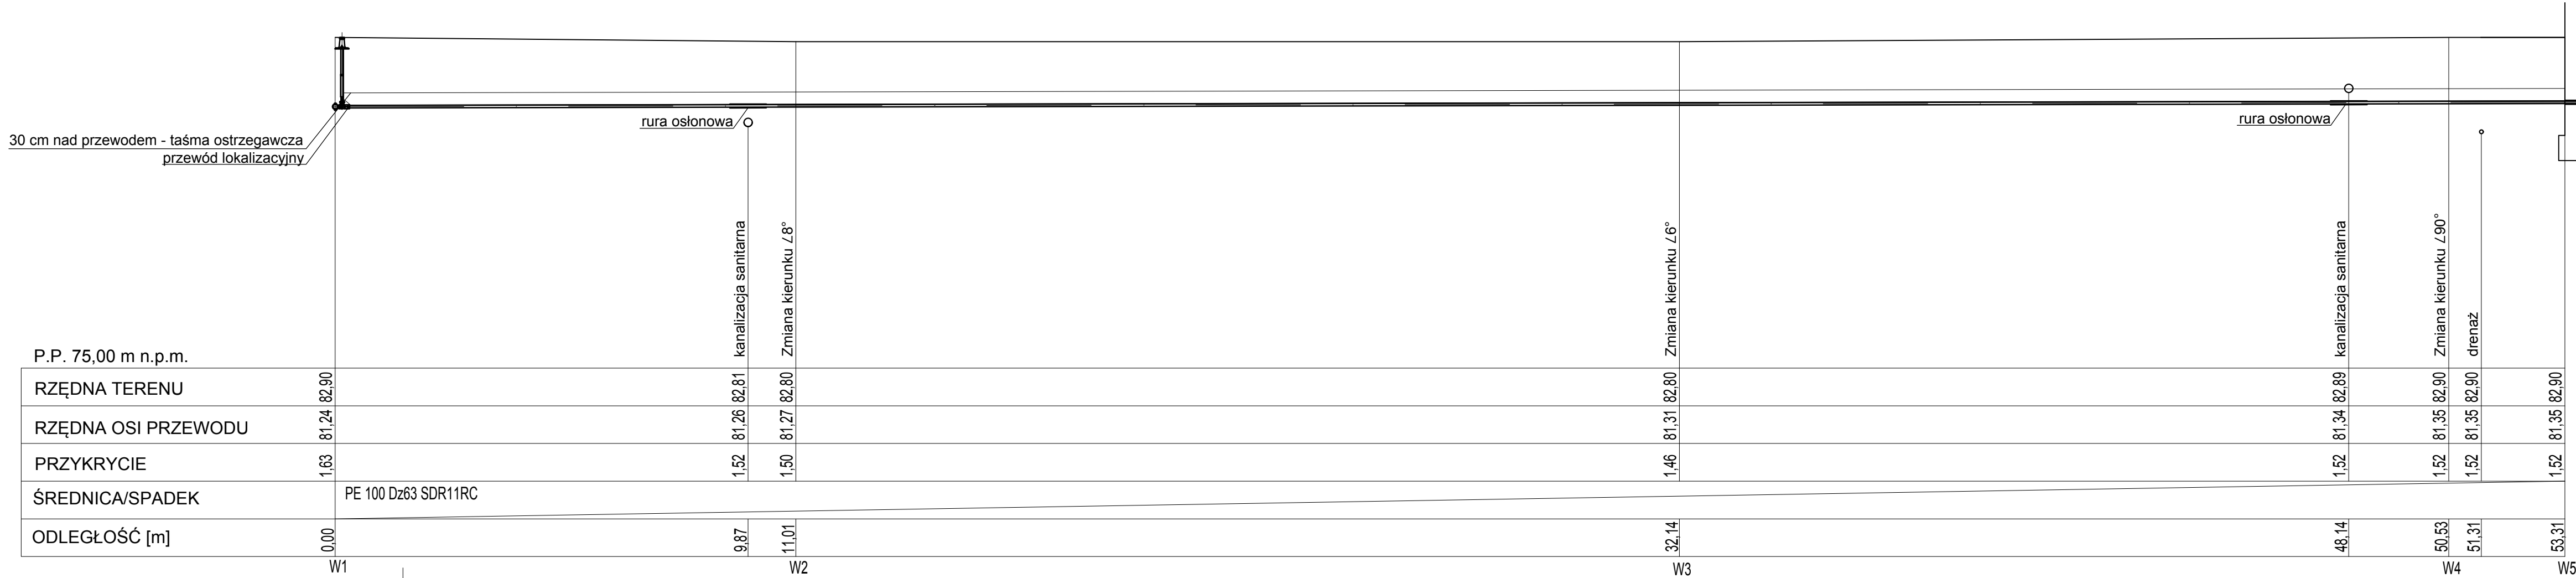 30 cm nad przewodem - taśma ostrzegawcza
przewód lokalizacyjny
rura osłonowa
rura osłonowa
kanalizacja sanitarna
Zmiana kierunku ∠8°
Zmiana kierunku ∠6°
kanalizacja sanitarna
Zmiana kierunku ∠90°
drenaż
P.P. 75,00 m n.p.m.
RZĘDNA TERENU 82,90 82,81 82,80 82,80 82,89 82,90 82,90 82,90
RZĘDNA OSI PRZEWODU 81,24 81,26 81,27 81,31 81,34 81,35 81,35 81,35
PRZYKRYCIE 1,63 1,52 1,50 1,46 1,52 1,52 1,52 1,52
ŚREDNICA/SPADEK PE 100 Dz63 SDR11RC
ODLEGŁOŚĆ [m] 0,00 9,87 11,01 32,14 48,14 50,53 51,31 53,31
W1 W2 W3 W4 W5